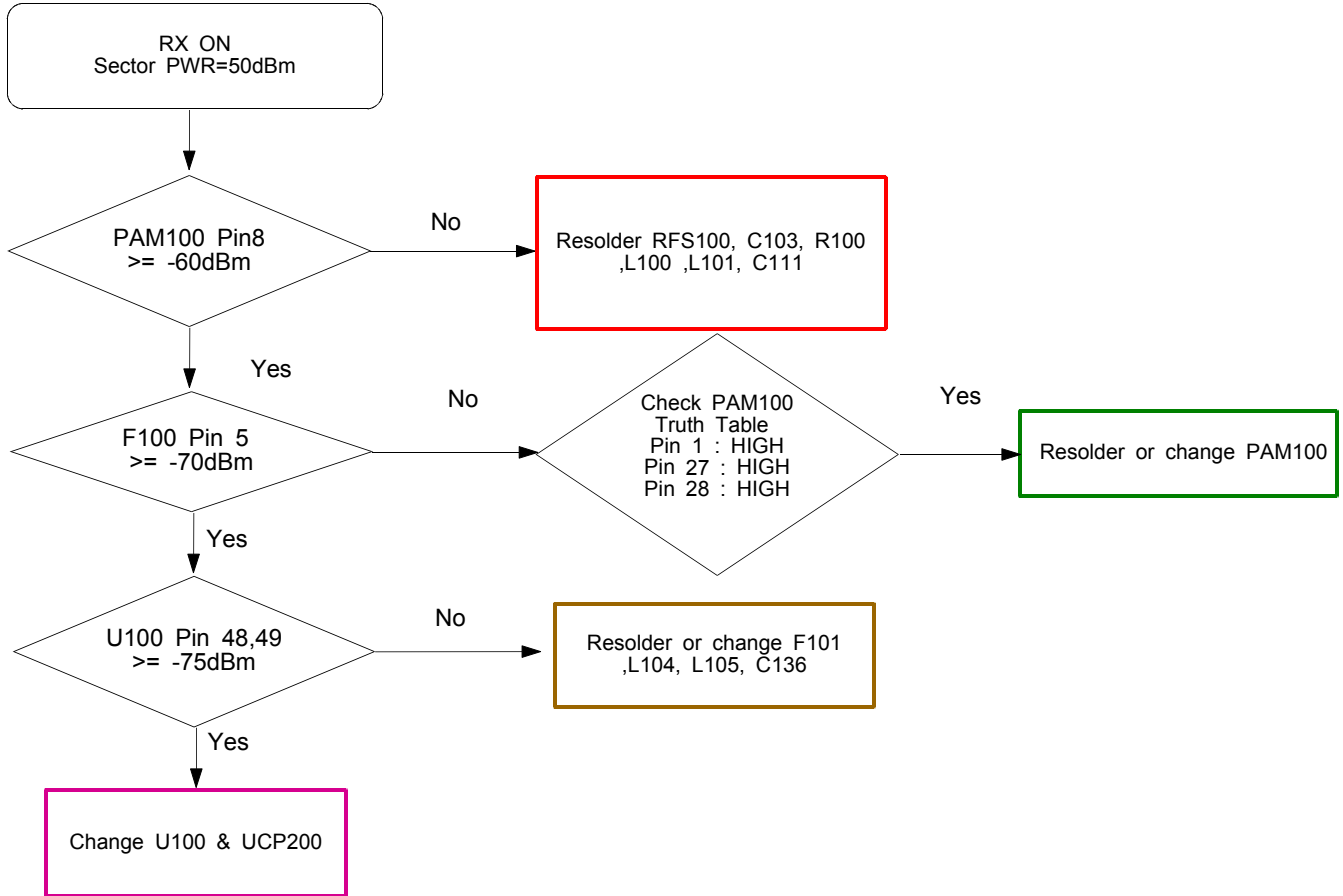 RX ON
Sector PWR=50dBm
PAM100 Pin8
>= -60dBm
No
Resolder RFS100, C103, R100
,L100 ,L101, C111
Yes
F100 Pin 5
>= -70dBm
No
Check PAM100
Truth Table
Pin 1 : HIGH
Pin 27 : HIGH
Pin 28 : HIGH
Yes
Resolder or change PAM100
Yes
U100 Pin 48,49
>= -75dBm
No
Resolder or change F101
,L104, L105, C136
Yes
Change U100 & UCP200